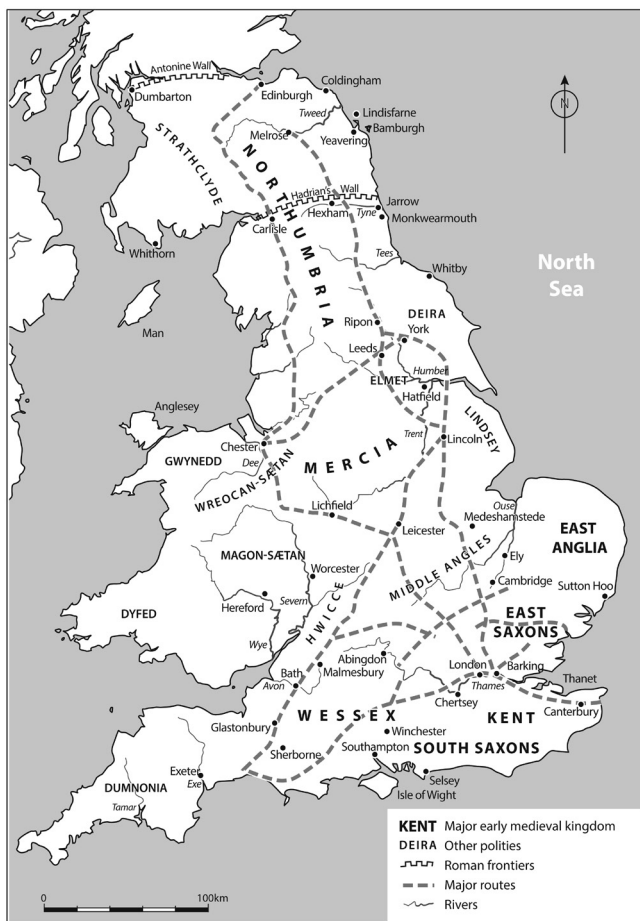 Antonine Wall
Dumbarton
Edinburgh
Coldingham
Lindisfarne
Bamburgh
Tweed
Melrose
Yeavering
STRATHCLYDE
NORTHUMBRIA
N
Hadrian's Wall
Hexham
Tyne
Jarrow
Monkwearmouth
Carlisle
Whithorn
Tees
Whitby
North
Sea
Man
DEIRA
Ripon
York
Leeds
Humber
ELMET
Hatfield
LINDSEY
Anglesey
Chester
Dee
GWYNEDD
MERCIA
Trent
Lincoln
WREOCAN-SÆTAN
Lichfield
Leicester
Ouse
Medeshamstede
EAST
ANGLIA
MAGON-SÆTAN
Worcester
MIDDLE ANGLES
Ely
Cambridge
Sutton Hoo
Hereford
Severn
HWICCE
DYFED
Wye
EAST
SAXONS
Abingdon
Malmesbury
Bath
Avon
London
Barking
Thames
Thanet
Chertsey
Canterbury
Glastonbury
WESSEX
KENT
Winchester
Sherborne
Southampton
SOUTH SAXONS
Selsey
Isle of Wight
Exeter
Exe
DUMNONIA
Tamar
KENT Major early medieval kingdom
DEIRA Other polities
Roman frontiers
Major routes
Rivers
0 100km